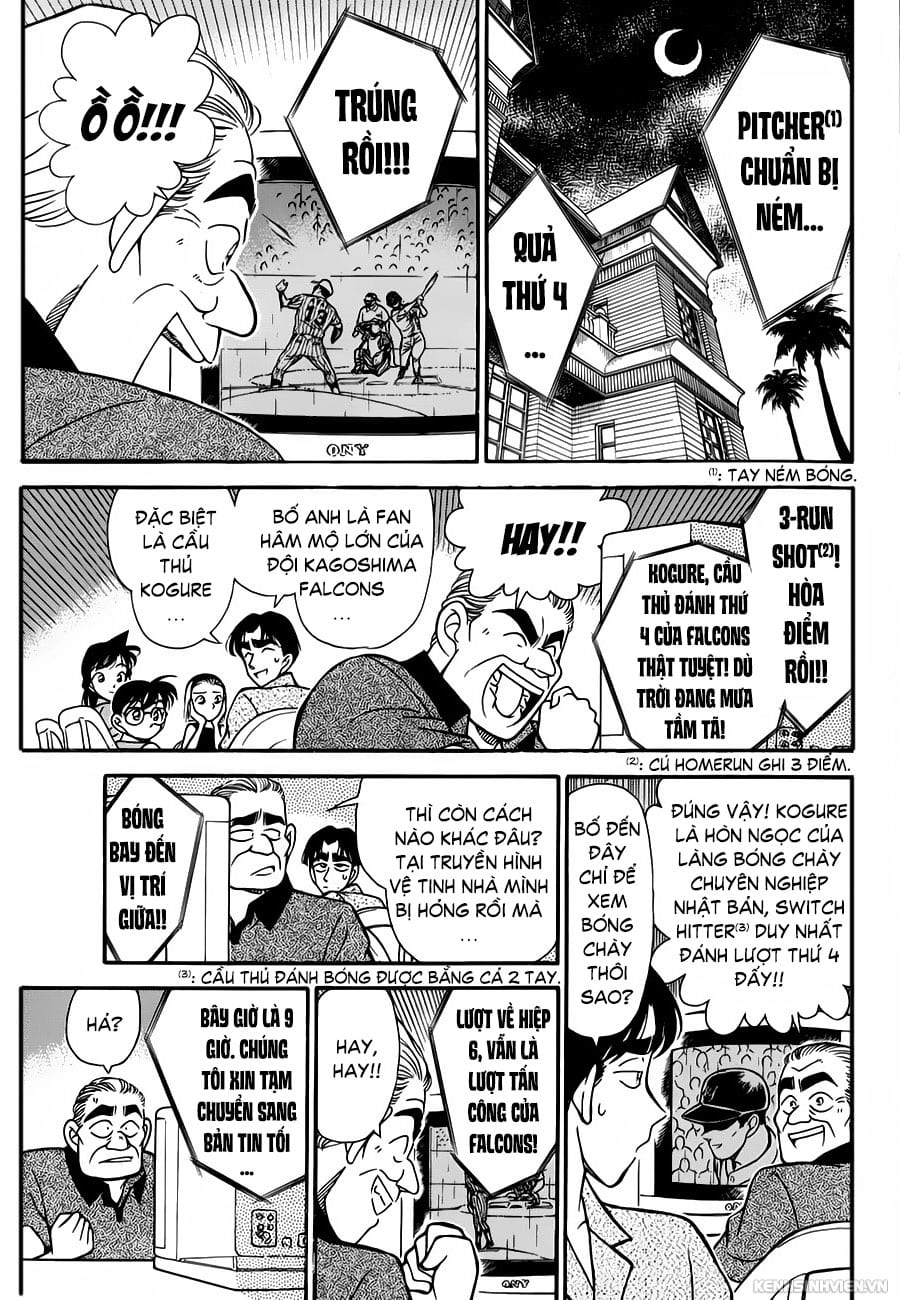 PITCHER(1)
CHUẨN BỊ
NÉM...
QUẢ
THỨ 4
...
TRÚNG
RỒI!!!
Ồ Ồ!!!
ONY
(1): TAY NÉM BÓNG.
3-RUN
SHOT(2)!
HÒA
ĐIỂM
RỒI!!
KOGURE, CẦU
THỦ ĐÁNH THỨ
4 CỦA FALCONS
THẬT TUYỆT! DÙ
TRỜI ĐANG MƯA
TẦM TÃ!
HAY!!
BỐ ANH LÀ FAN
HÂM MỘ LỚN CỦA
ĐỘI KAGOSHIMA
FALCONS
...
ĐẶC BIỆT
LÀ CẦU
THỦ
KOGURE
...
(2): CÚ HOMERUN GHI 3 ĐIỂM.
ĐÚNG VẬY! KOGURE
LÀ HÒN NGỌC CỦA
LÀNG BÓNG CHÀY
CHUYÊN NGHIỆP
NHẬT BẢN, SWITCH
HITTER(3) DUY NHẤT
ĐÁNH LƯỢT THỨ 4
ĐẤY!!
BỐ ĐẾN
ĐÂY
CHỈ ĐỂ
XEM
BÓNG
CHÀY
THÔI
SAO?
THÌ CÒN CÁCH
NÀO KHÁC ĐÂU?
TẠI TRUYỀN HÌNH
VỆ TINH NHÀ MÌNH
BỊ HỎNG RỒI MÀ
...
BÓNG
BAY ĐẾN
VỊ TRÍ
GIỮA!!
(3): CẦU THỦ ĐÁNH BÓNG ĐƯỢC BẰNG CẢ 2 TAY.
LƯỢT VỀ HIỆP
6, VẪN LÀ
LƯỢT TẤN
CÔNG CỦA
FALCONS!
HAY,
HAY!!
ONY
BÂY GIỜ LÀ 9
GIỜ. CHÚNG
TÔI XIN TẠM
CHUYỂN SANG
BẢN TIN TỐI
...
HẢ?
KENHSINHVIEN.VN